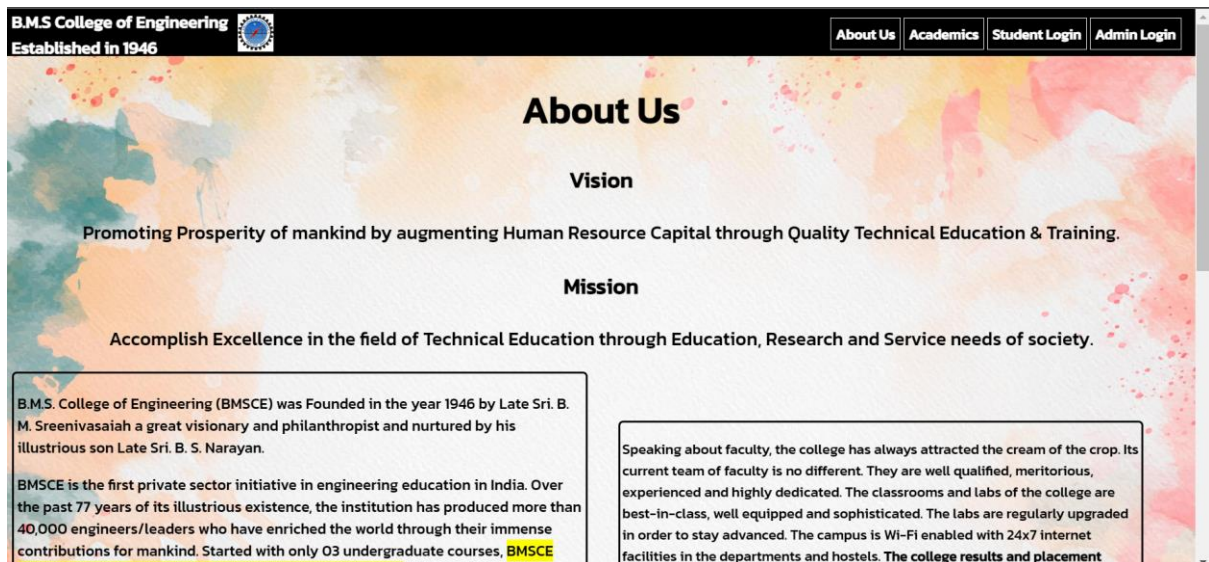 B.M.S College of Engineering
Established in 1946
About Us
Academics
Student Login
Admin Login
About Us
Vision
Promoting Prosperity of mankind by augmenting Human Resource Capital through Quality Technical Education & Training.
Mission
Accomplish Excellence in the field of Technical Education through Education, Research and Service needs of society.
B.M.S. College of Engineering (BMSCE) was Founded in the year 1946 by Late Sri. B.
M. Sreenivasaiah a great visionary and philanthropist and nurtured by his
illustrious son Late Sri. B. S. Narayan.
BMSCE is the first private sector initiative in engineering education in India. Over
the past 77 years of its illustrious existence, the institution has produced more than
40,000 engineers/leaders who have enriched the world through their immense
contributions for mankind. Started with only 03 undergraduate courses, BMSCE
Speaking about faculty, the college has always attracted the cream of the crop. Its
current team of faculty is no different. They are well qualified, meritorious,
experienced and highly dedicated. The classrooms and labs of the college are
best-in-class, well equipped and sophisticated. The labs are regularly upgraded
in order to stay advanced. The campus is Wi-Fi enabled with 24x7 internet
facilities in the departments and hostels. The college results and placement